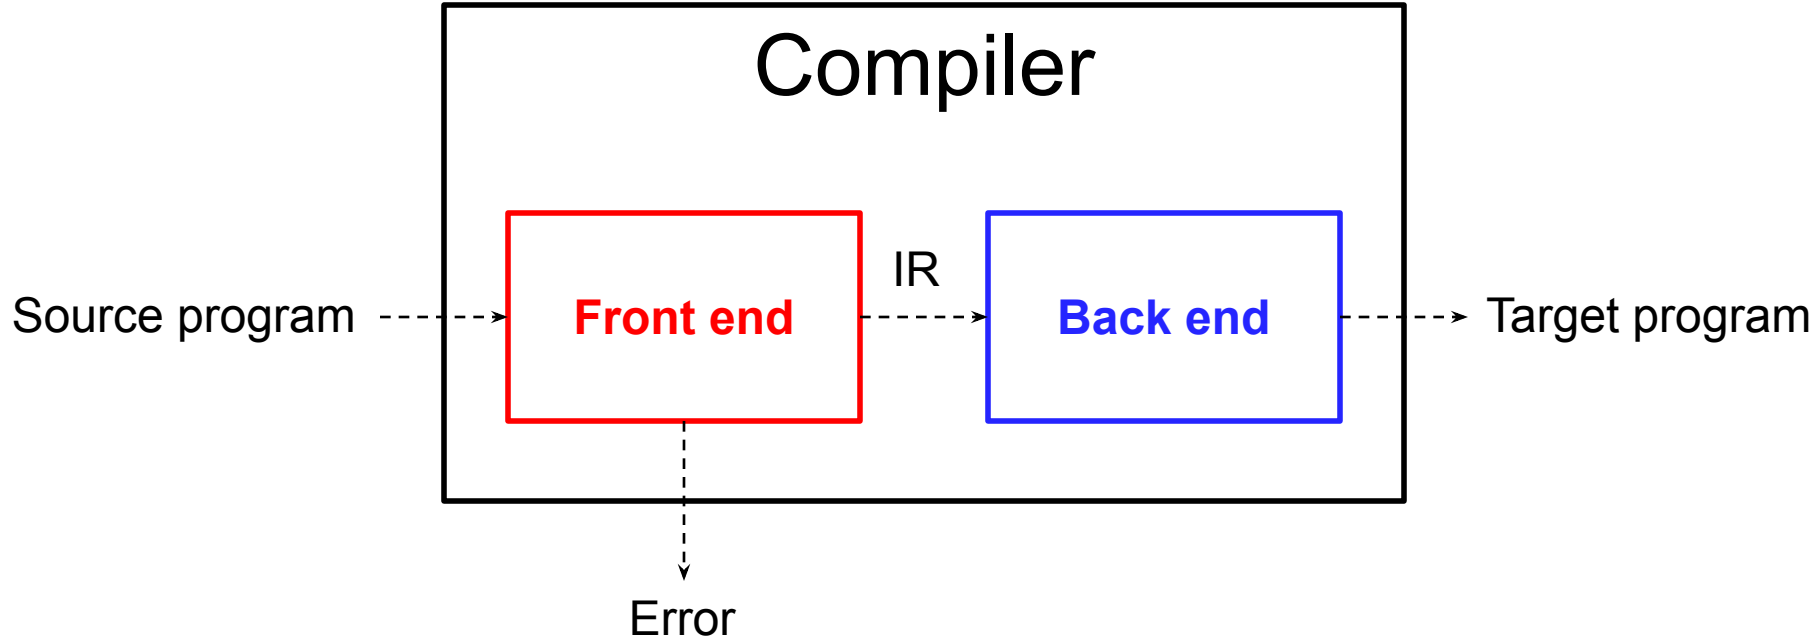 Compiler
IR
Source program
Front end
Back end
Target program
Error